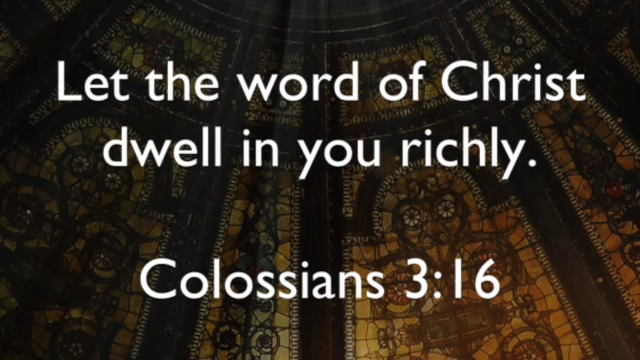 Let the word of Christ
dwell in you richly.
Colossians 3:16